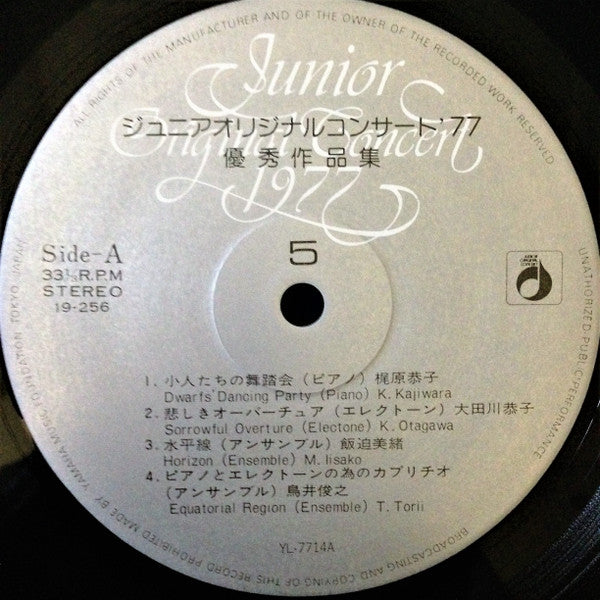 ALL RIGHTS OF THE MANUFACTURER AND OF THE OWNER OF THE RECORDED WORK RESERVED
Junior
Original Concert
1977
ジュニアオリジナルコンサート'77
優秀作品集
Side-A
33⅓R.P.M
STEREO
19-256
5
JUNIOR
ORIGINAL
CONCERT
1. 小人たちの舞踏会(ピアノ)梶原恭子
Dwarfs' Dancing Party (Piano) K. Kajiwara
2. 悲しきオーバーチュア(エレクトーン)大田川恭子
Sorrowful Overture (Electone) K. Otagawa
3. 水平線(アンサンブル)飯迫美緒
Horizon (Ensemble) M. Iisako
4. ピアノとエレクトーンの為のカプリチオ
(アンサンブル)鳥井俊之
Equatorial Region (Ensemble) T. Torii
YL-7714A
UNAUTHORIZED PUBLIC PERFORMANCE
BROADCASTING AND COPYING OF THIS RECORD PROHIBITED MADE BY YAMAHA MUSIC FOUNDATION TOKYO JAPAN